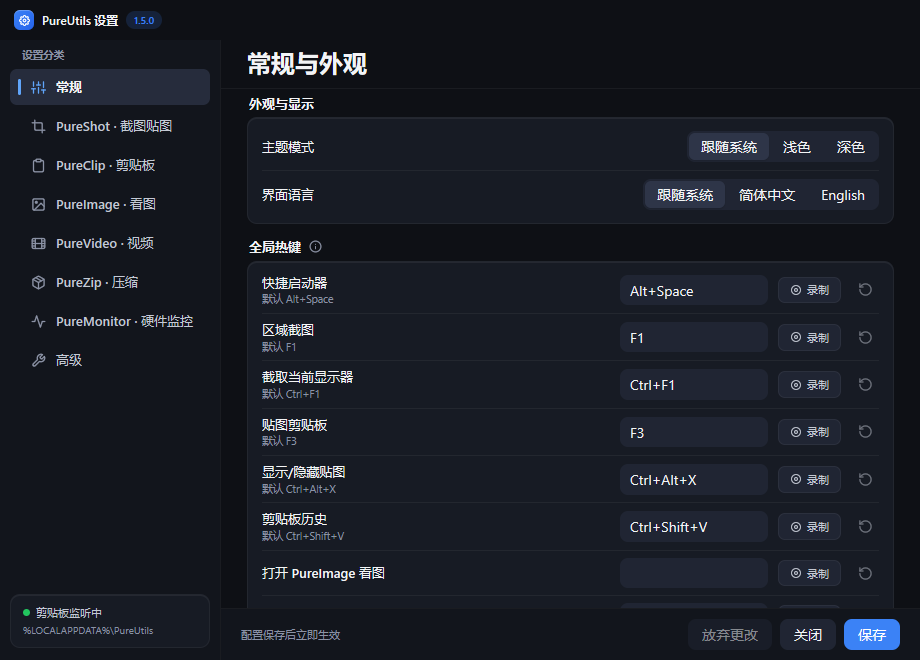 PureUtils 设置 1.5.0
设置分类
常规
PureShot · 截图贴图
PureClip · 剪贴板
PureImage · 看图
PureVideo · 视频
PureZip · 压缩
PureMonitor · 硬件监控
高级
剪贴板监听中
%LOCALAPPDATA%\PureUtils
常规与外观
外观与显示
主题模式 跟随系统 浅色 深色
界面语言 跟随系统 简体中文 English
全局热键
快捷启动器
默认 Alt+Space
Alt+Space 录制
区域截图
默认 F1
F1 录制
截取当前显示器
默认 Ctrl+F1
Ctrl+F1 录制
贴图剪贴板
默认 F3
F3 录制
显示/隐藏贴图
默认 Ctrl+Alt+X
Ctrl+Alt+X 录制
剪贴板历史
默认 Ctrl+Shift+V
Ctrl+Shift+V 录制
打开 PureImage 看图 录制
配置保存后立即生效 放弃更改 关闭 保存